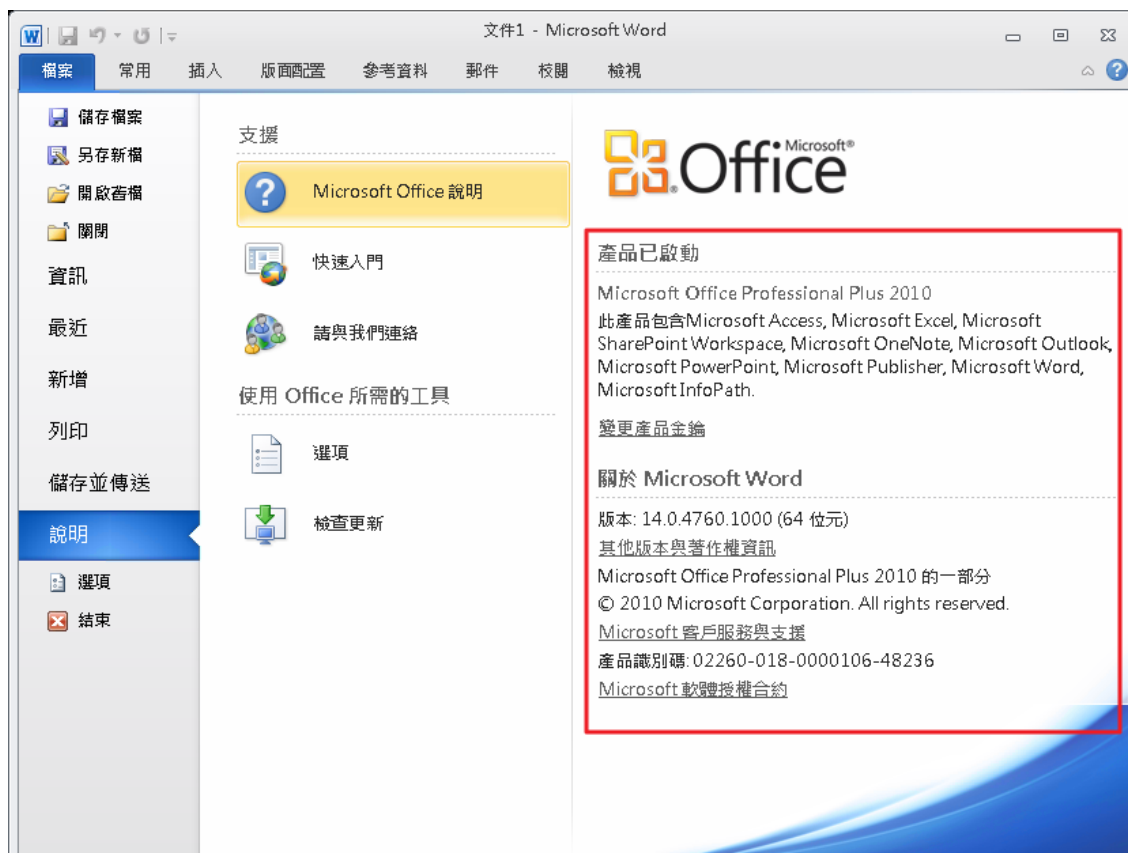 文件1 - Microsoft Word
檔案 常用 插入 版面配置 參考資料 郵件 校閱 檢視
儲存檔案
另存新檔
開啟舊檔
關閉
資訊
最近
新增
列印
儲存並傳送
說明
選項
結束
支援
Microsoft Office 說明
快速入門
請與我們連絡
使用 Office 所需的工具
選項
檢查更新
Microsoft®
Office
產品已啟動
Microsoft Office Professional Plus 2010
此產品包含Microsoft Access, Microsoft Excel, Microsoft
SharePoint Workspace, Microsoft OneNote, Microsoft Outlook,
Microsoft PowerPoint, Microsoft Publisher, Microsoft Word,
Microsoft InfoPath.
變更產品金鑰
關於 Microsoft Word
版本: 14.0.4760.1000 (64 位元)
其他版本與著作權資訊
Microsoft Office Professional Plus 2010 的一部分
© 2010 Microsoft Corporation. All rights reserved.
Microsoft 客戶服務與支援
產品識別碼: 02260-018-0000106-48236
Microsoft 軟體授權合約